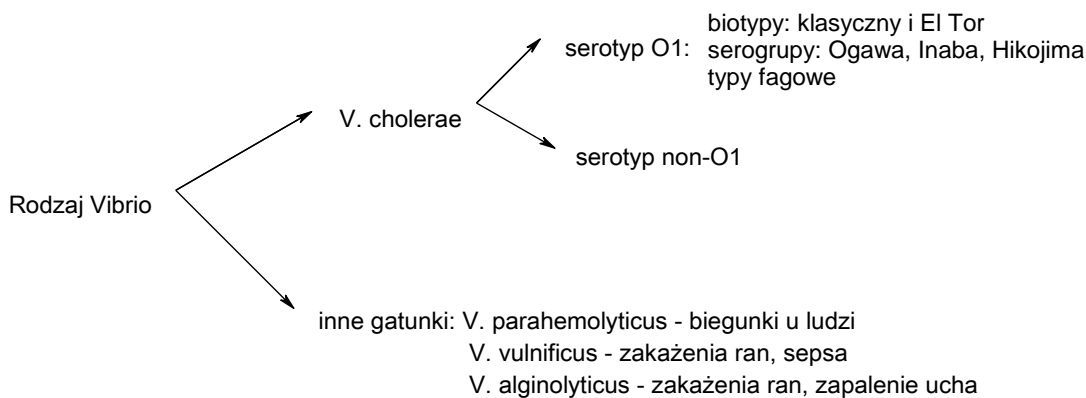 biotypy: klasyczny i El Tor
serotyp O1: serogrupy: Ogawa, Inaba, Hikojima
typy fagowe
V. cholerae
serotyp non-O1
Rodzaj Vibrio
inne gatunki: V. parahemolyticus - biegunki u ludzi
V. vulnificus - zakażenia ran, sepsa
V. alginolyticus - zakażenia ran, zapalenie ucha